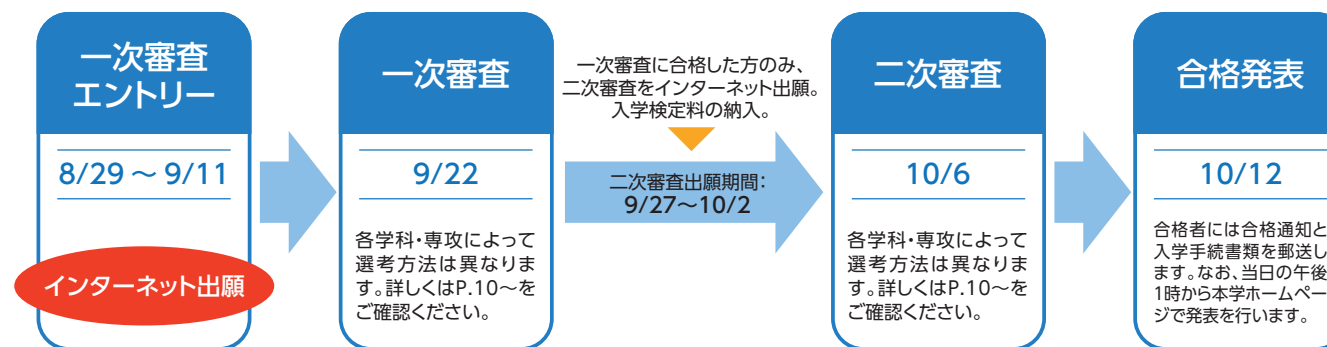 一次審査
エントリー
8/29 ～ 9/11
インターネット出願
一次審査
9/22
各学科・専攻によって
選考方法は異なりま
す。詳しくはP.10～を
ご確認ください。
一次審査に合格した方のみ、
二次審査をインターネット出願。
入学検定料の納入。
二次審査出願期間：
9/27～10/2
二次審査
10/6
各学科・専攻によって
選考方法は異なりま
す。詳しくはP.10～を
ご確認ください。
合格発表
10/12
合格者には合格通知と
入学手続書類を郵送し
ます。なお、当日の午後
1時から本学ホームペー
ジで発表を行います。